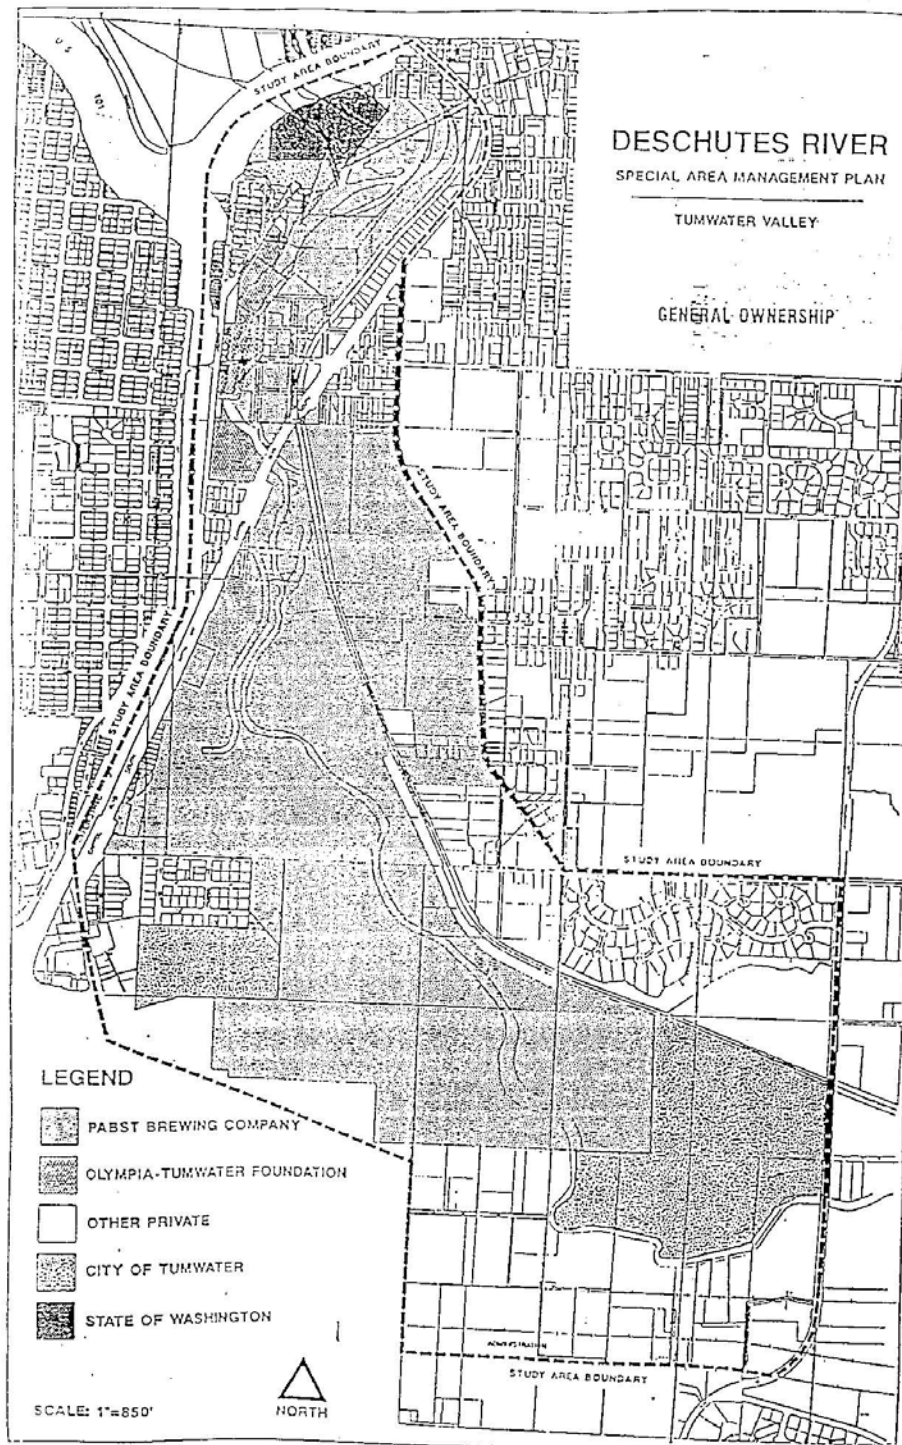 U S
101
STUDY AREA BOUNDARY
DESCHUTES RIVER
SPECIAL AREA MANAGEMENT PLAN
TUMWATER VALLEY
GENERAL OWNERSHIP
STUDY AREA BOUNDARY
STUDY AREA BOUNDARY
STUDY AREA BOUNDARY
LEGEND
PABST BREWING COMPANY
OLYMPIA-TUMWATER FOUNDATION
OTHER PRIVATE
CITY OF TUMWATER
STATE OF WASHINGTON
STUDY AREA BOUNDARY
SCALE: 1"=850'
NORTH